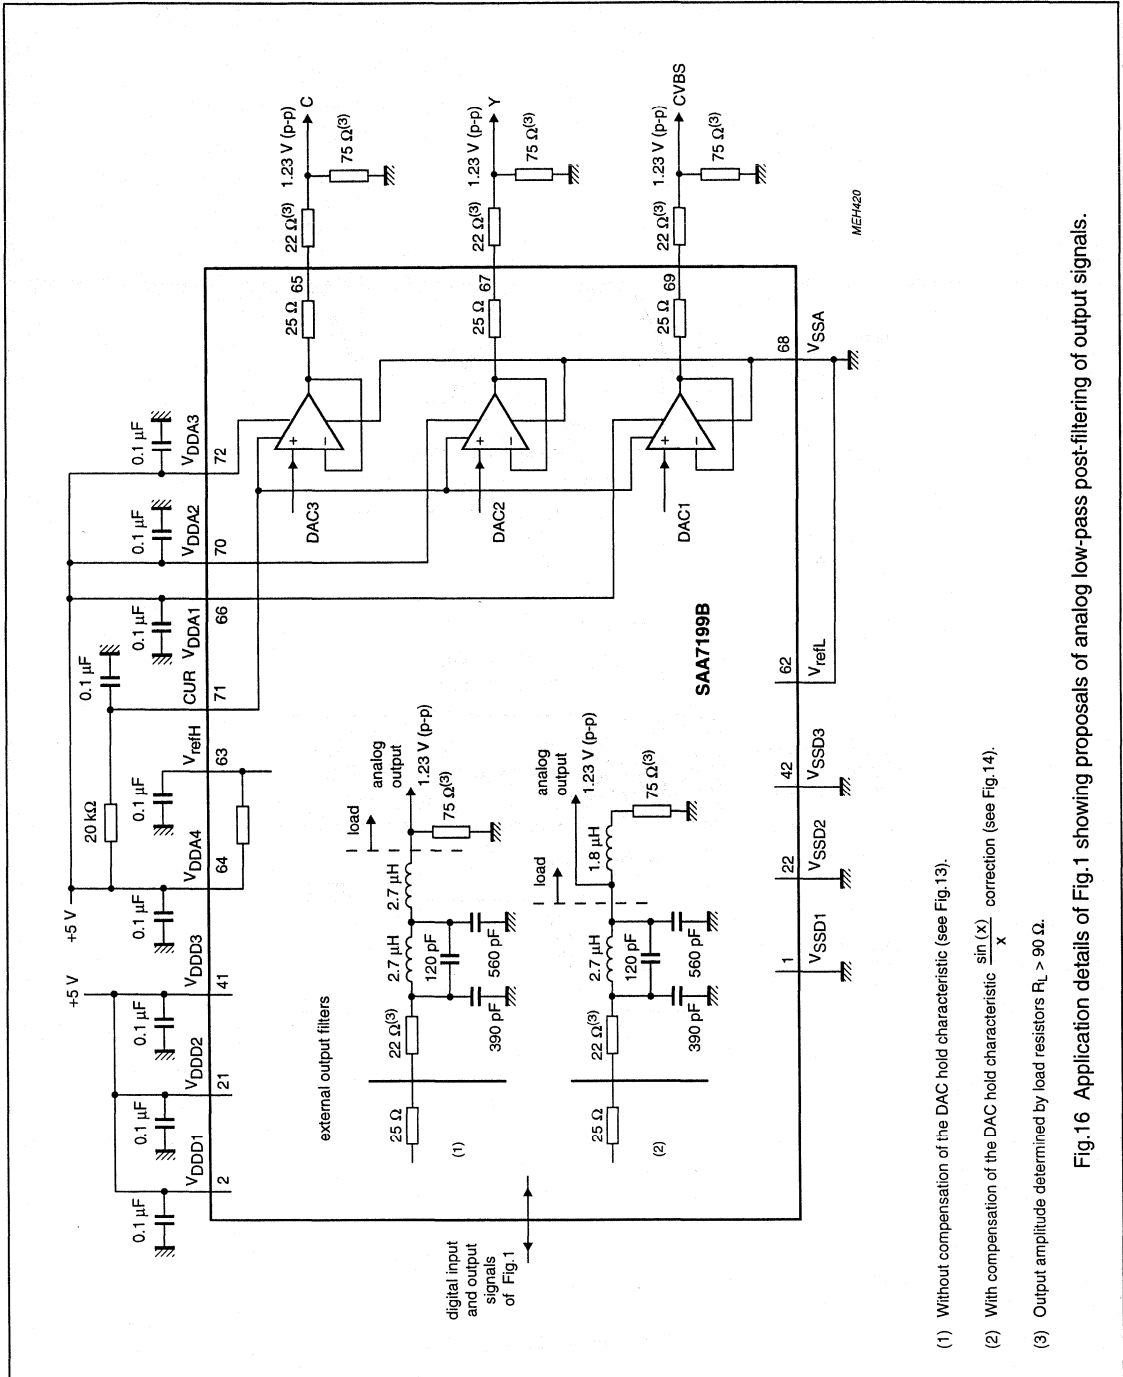 +5 V
+5 V
0.1 µF
0.1 µF
0.1 µF
0.1 µF
20 kΩ
0.1 µF
0.1 µF
0.1 µF
0.1 µF
0.1 µF
VDDD1
VDDD2
VDDD3
VDDA4
VrefH
CUR
VDDA1
VDDA2
VDDA3
2
21
41
64
63
71
66
70
72
DAC3
+
−
25 Ω
65
22 Ω(3)
1.23 V (p-p)
C
75 Ω(3)
DAC2
+
−
25 Ω
67
22 Ω(3)
1.23 V (p-p)
Y
75 Ω(3)
DAC1
+
−
25 Ω
69
22 Ω(3)
1.23 V (p-p)
CVBS
75 Ω(3)
external output filters
25 Ω
22 Ω(3)
2.7 µH
2.7 µH
120 pF
390 pF
560 pF
load
analog
output
1.23 V (p-p)
75 Ω(3)
(1)
25 Ω
22 Ω(3)
2.7 µH
120 pF
390 pF
560 pF
load
1.8 µH
analog
output
1.23 V (p-p)
75 Ω(3)
(2)
SAA7199B
digital input
and output
signals
of Fig.1
1
22
42
62
68
VSSD1
VSSD2
VSSD3
VrefL
VSSA
MEH420
(1) Without compensation of the DAC hold characteristic (see Fig.13).
(2) With compensation of the DAC hold characteristic sin (x) / x correction (see Fig.14).
(3) Output amplitude determined by load resistors RL > 90 Ω.
Fig.16 Application details of Fig.1 showing proposals of analog low-pass post-filtering of output signals.